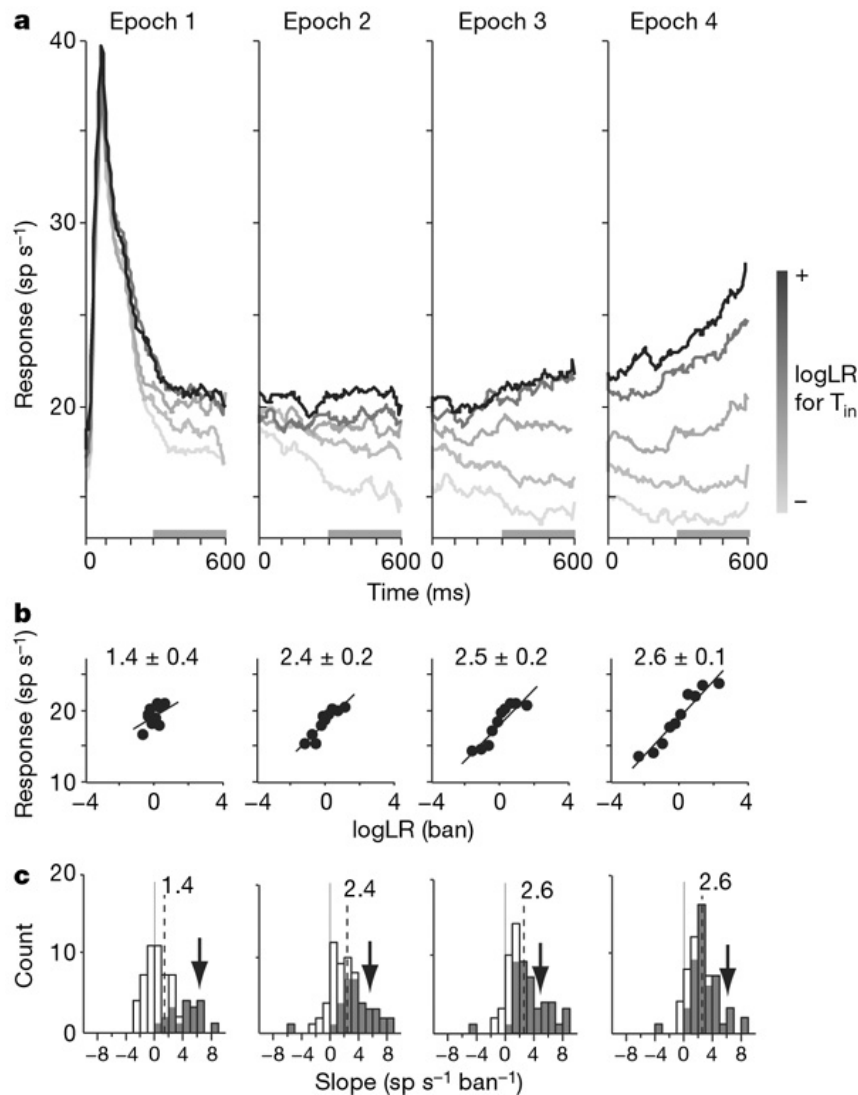 a Epoch 1 Epoch 2 Epoch 3 Epoch 4
40
30
20
Response (sp s⁻¹)
+
logLR
for T_in
–
0 600 0 600 0 600 0 600
Time (ms)
b
1.4 ± 0.4 2.4 ± 0.2 2.5 ± 0.2 2.6 ± 0.1
Response (sp s⁻¹)
20
10
−4 0 4 −4 0 4 −4 0 4 −4 0 4
logLR (ban)
c
20
10
0
Count
1.4 2.4 2.6 2.6
−8 −4 0 4 8 −8 −4 0 4 8 −8 −4 0 4 8 −8 −4 0 4 8
Slope (sp s⁻¹ ban⁻¹)